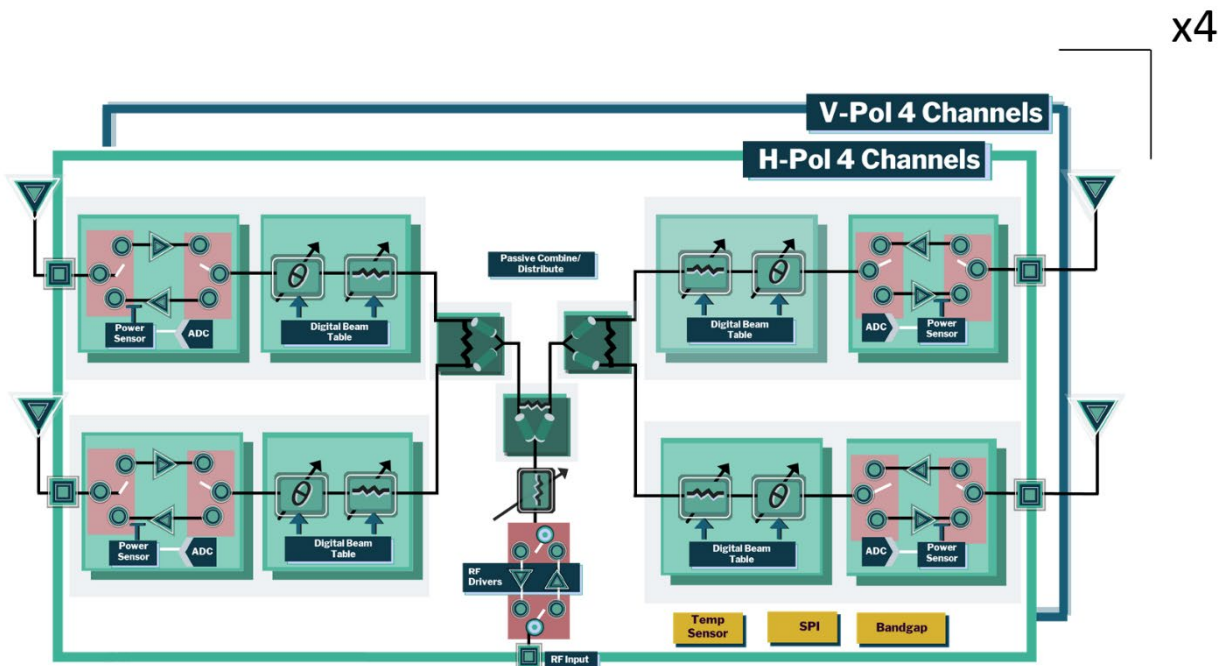 x4
V-Pol 4 Channels
H-Pol 4 Channels
Passive Combine/
Distribute
Power
Sensor
ADC
Digital Beam
Table
Digital Beam
Table
ADC
Power
Sensor
Power
Sensor
ADC
Digital Beam
Table
Digital Beam
Table
ADC
Power
Sensor
RF
Drivers
Temp
Sensor
SPI
Bandgap
RF Input